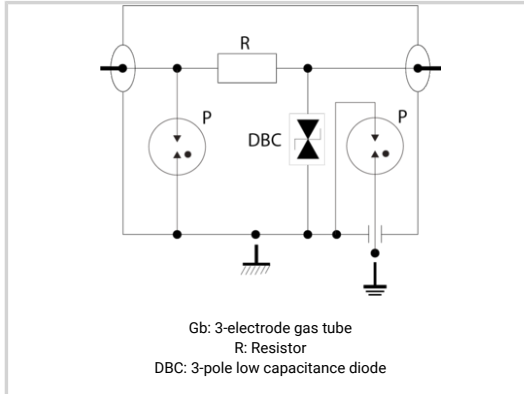 R
P
DBC
P
Gb: 3-electrode gas tube
R: Resistor
DBC: 3-pole low capacitance diode